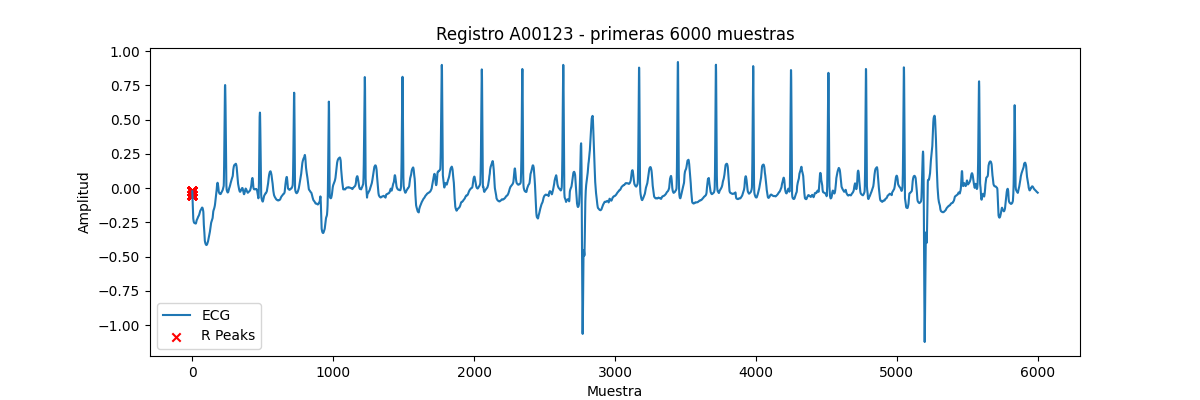 Registro A00123 - primeras 6000 muestras
Amplitud
1.00
0.75
0.50
0.25
0.00
−0.25
−0.50
−0.75
−1.00
ECG
R Peaks
0 1000 2000 3000 4000 5000 6000
Muestra